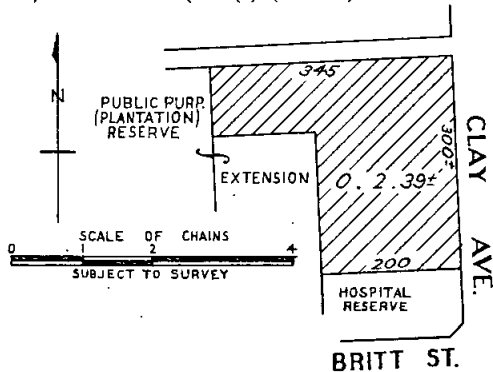 345
N
PUBLIC PURP.
(PLANTATION)
RESERVE
EXTENSION
300±
0. 2. 39±
CLAY AVE.
SCALE OF CHAINS
0 1 2 4
SUBJECT TO SURVEY
200
HOSPITAL
RESERVE
BRITT ST.